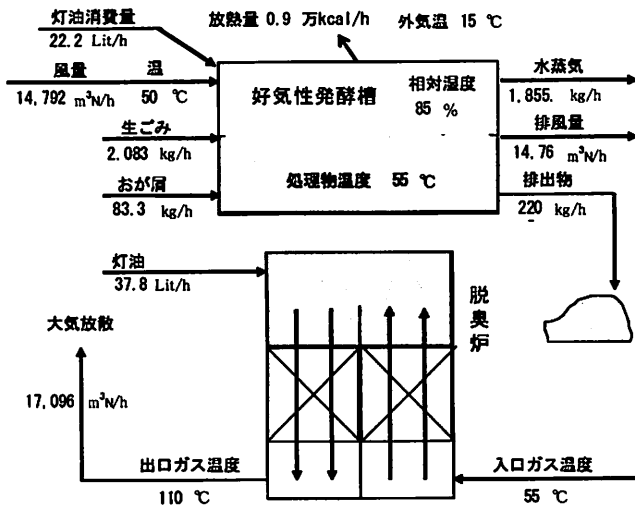 灯油消費量
22.2 Lit/h
放熱量 0.9 万kcal/h 外気温 15 ℃
風量 温
14,792 m³N/h 50 ℃
生ごみ
2.083 kg/h
おが屑
83.3 kg/h
好気性発酵槽
相対湿度
85 %
処理物温度 55 ℃
水蒸気
1,855. kg/h
排風量
14.76 m³N/h
排出物
220 kg/h
灯油
37.8 Lit/h
脱臭炉
大気放散
17,096 m³N/h
出口ガス温度
110 ℃
入口ガス温度
55 ℃